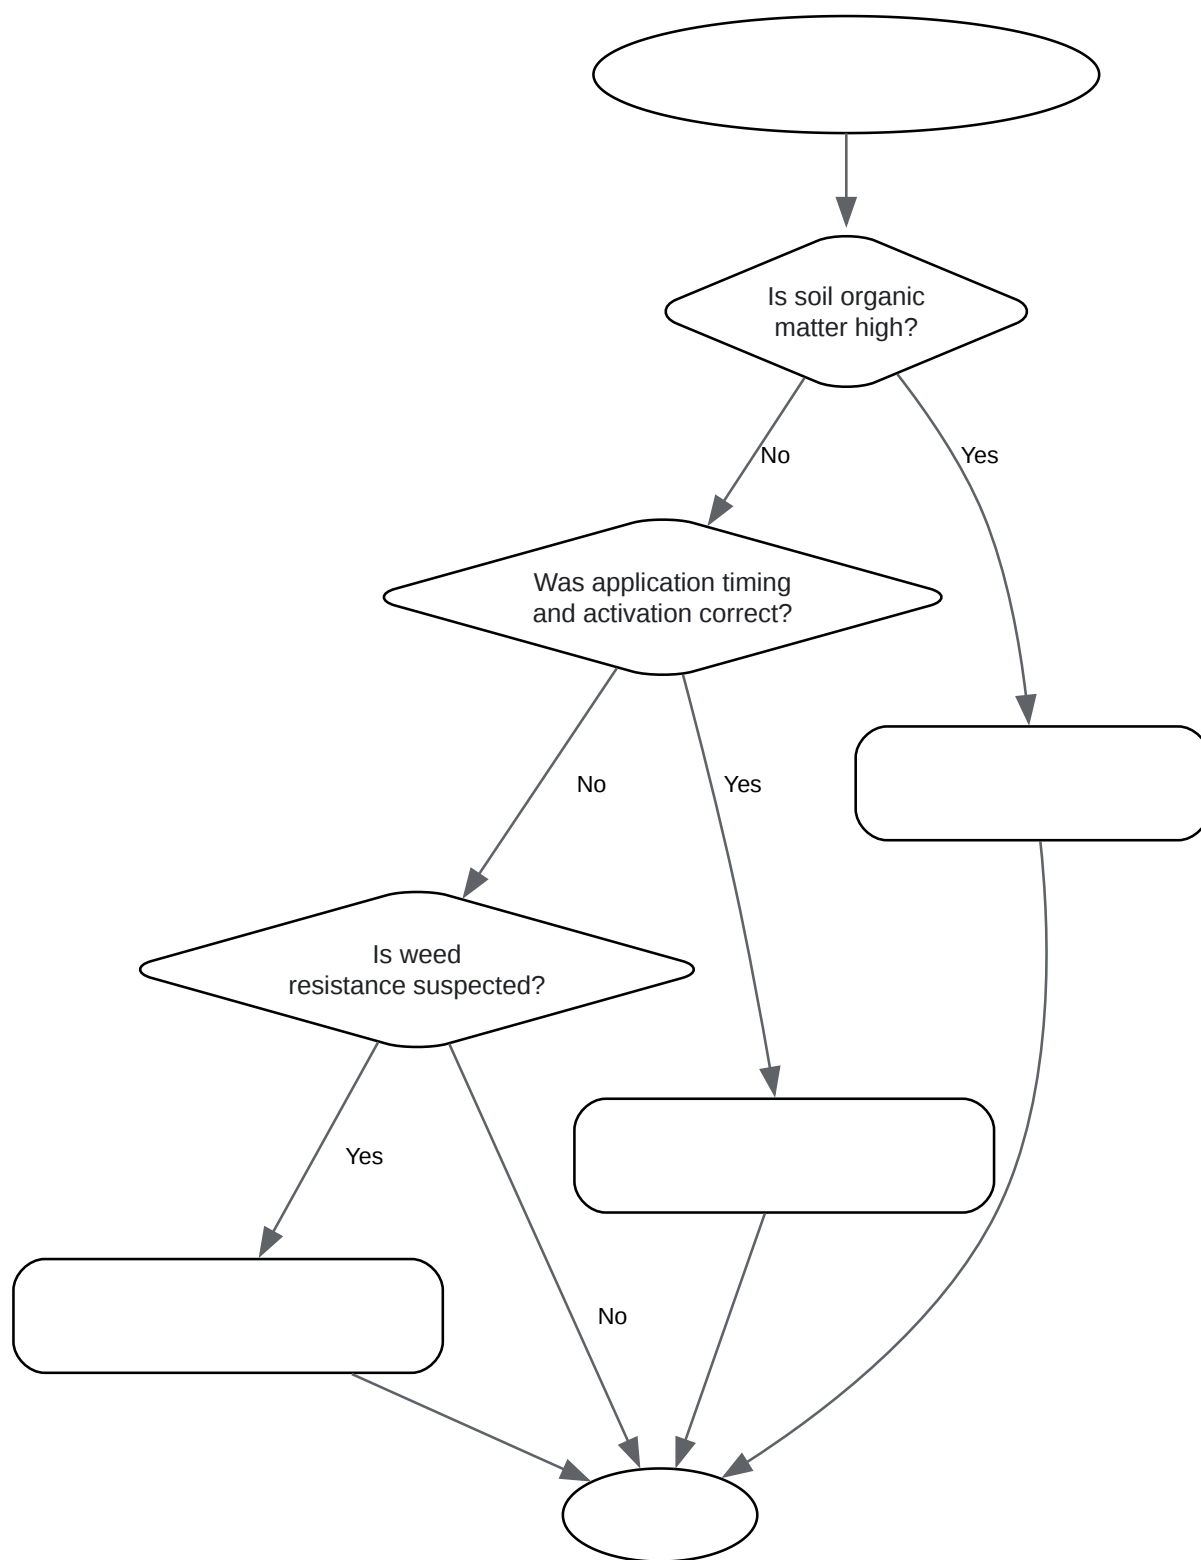 Is soil organic
matter high?
No
Yes
Was application timing
and activation correct?
No
Yes
Is weed
resistance suspected?
Yes
No